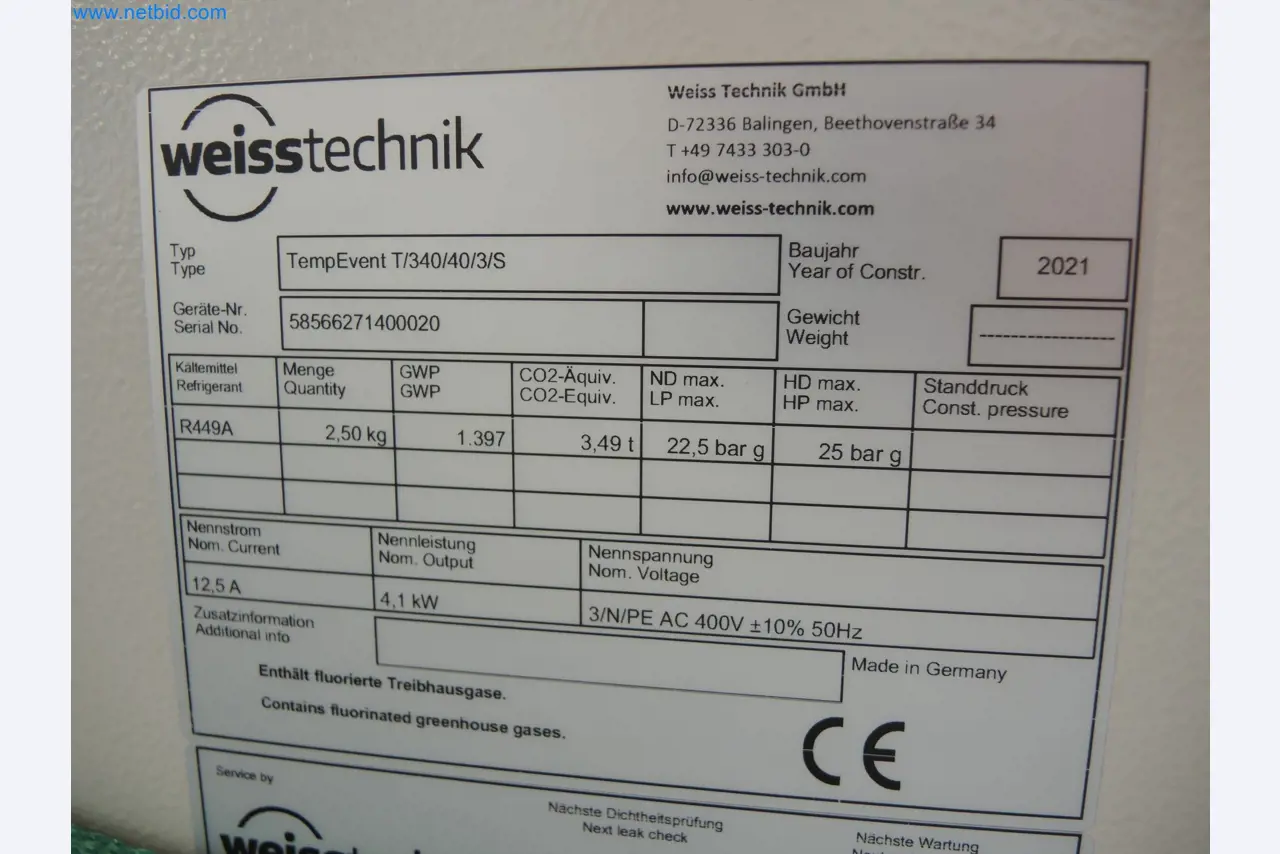 www.netbid.com
weisstechnik
Weiss Technik GmbH
D-72336 Balingen, Beethovenstraße 34
T +49 7433 303-0
info@weiss-technik.com
www.weiss-technik.com
Typ
Type
TempEvent T/340/40/3/S
Baujahr
Year of Constr.
2021
Geräte-Nr.
Serial No.
58566271400020
Gewicht
Weight
--------------------
Kältemittel
Refrigerant
Menge
Quantity
GWP
GWP
CO2-Äquiv.
CO2-Equiv.
ND max.
LP max.
HD max.
HP max.
Standdruck
Const. pressure
R449A
2,50 kg
1.397
3,49 t
22,5 bar g
25 bar g
Nennstrom
Nom. Current
Nennleistung
Nom. Output
Nennspannung
Nom. Voltage
12,5 A
4,1 kW
3/N/PE AC 400V ±10% 50Hz
Zusatzinformation
Additional info
Made in Germany
Enthält fluorierte Treibhausgase.
Contains fluorinated greenhouse gases.
CE
Service by
weiss
Nächste Dichtheitsprüfung
Next leak check
Nächste Wartung